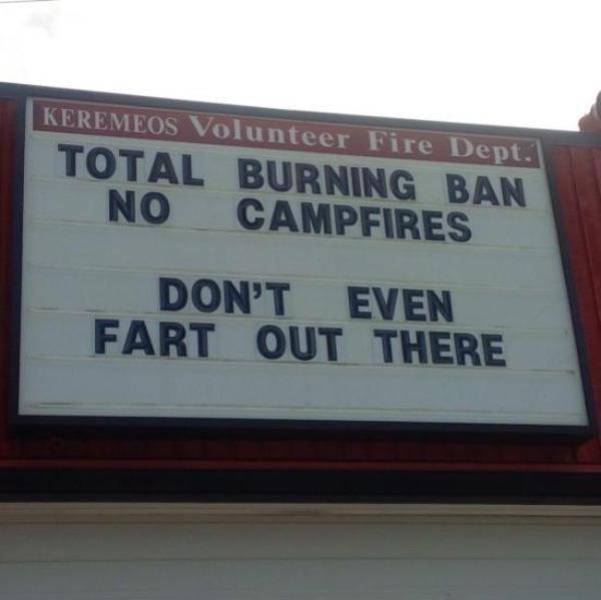 KEREMEOS Volunteer Fire Dept.
TOTAL BURNING BAN
NO CAMPFIRES
DON'T EVEN
FART OUT THERE